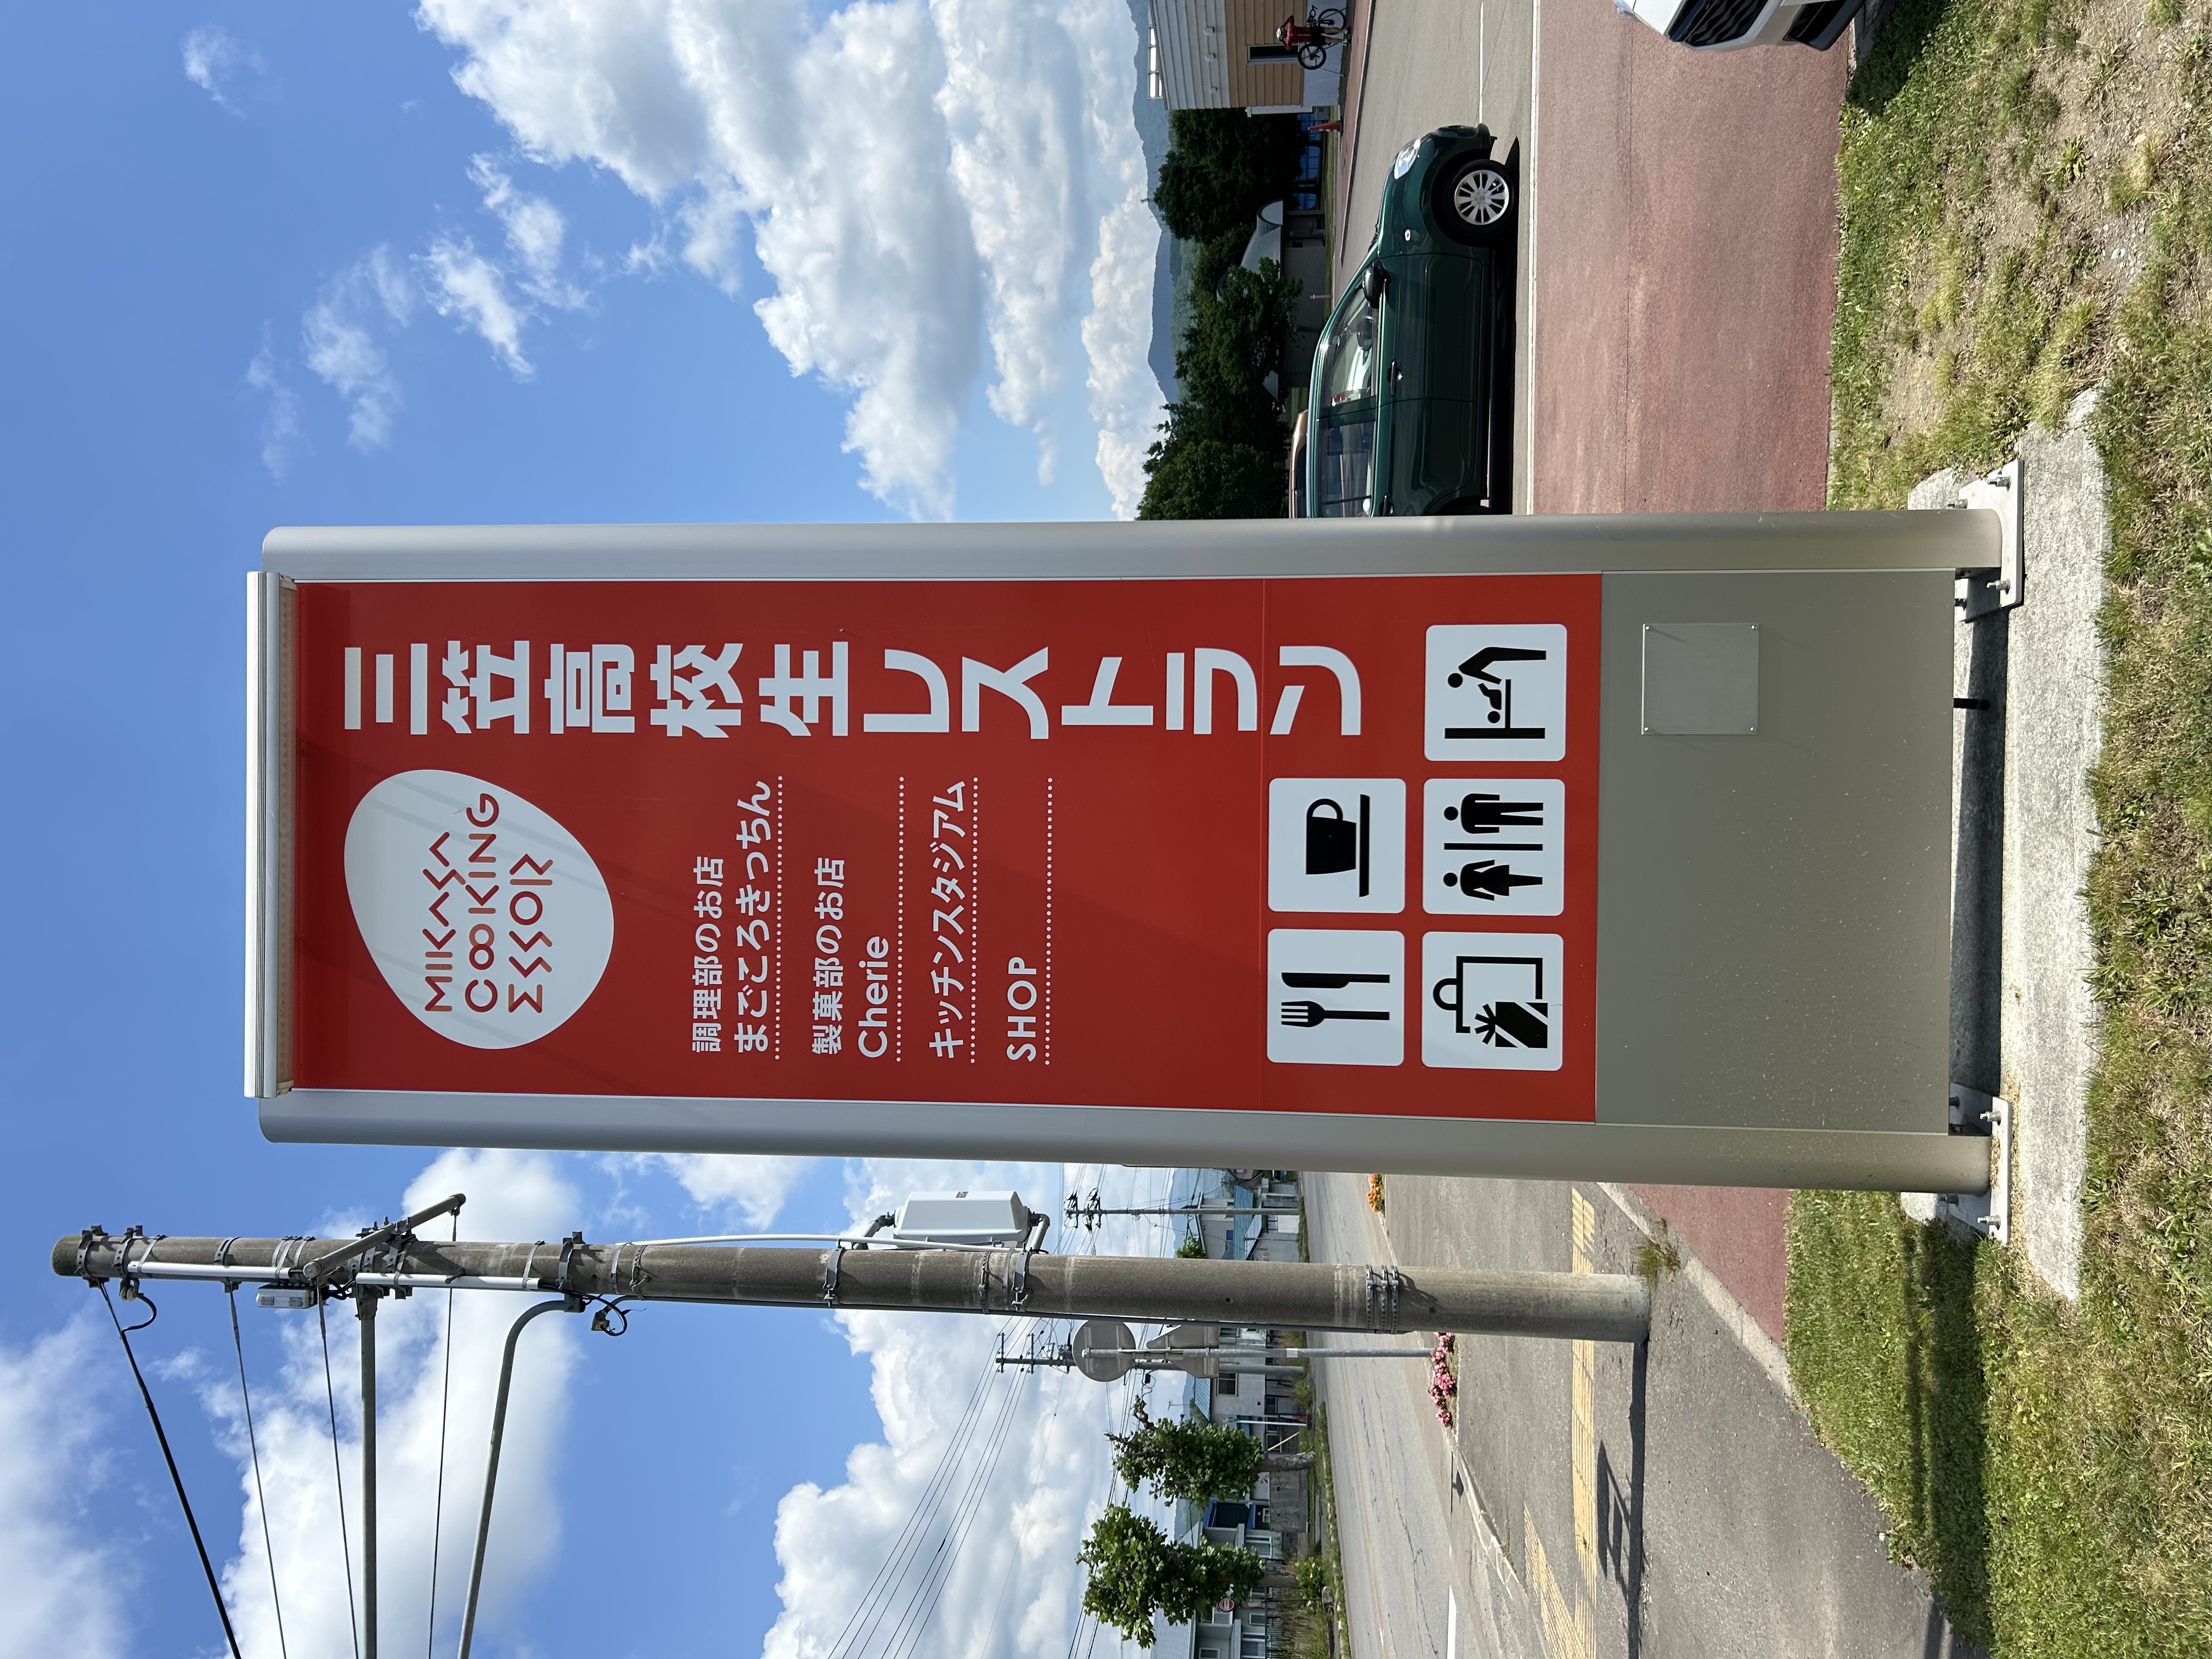 三笠高校生レストラン
MIKASA
COOKING
ESSOR
調理部のお店
まごころきっちん
製菓部のお店
Cherie
キッチンスタジアム
SHOP